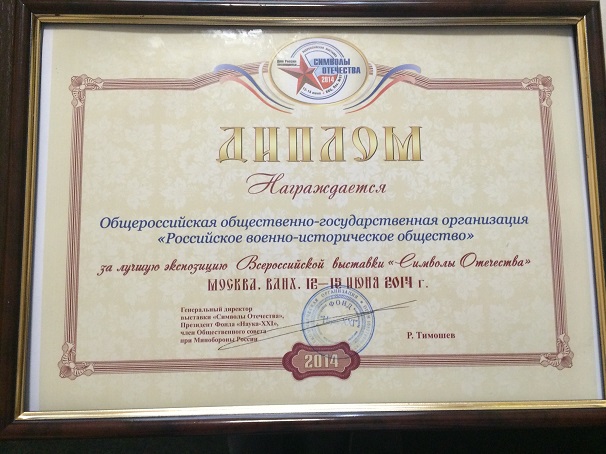 СИМВОЛЫ
ОТЕЧЕСТВА
2014
ДИПЛОМ
Награждается
Общероссийская общественно-государственная организация
«Российское военно-историческое общество»
за лучшую экспозицию Всероссийской выставки «Символы Отечества»
МОСКВА. ВВЦ. 12–15 ИЮНЯ 2014 г.
Генеральный директор
выставки «Символы Отечества»,
Президент Фонда «Наука-XXI»,
член Общественного совета
при Минобороны России
ФОНД
Р. Тимошев
2014